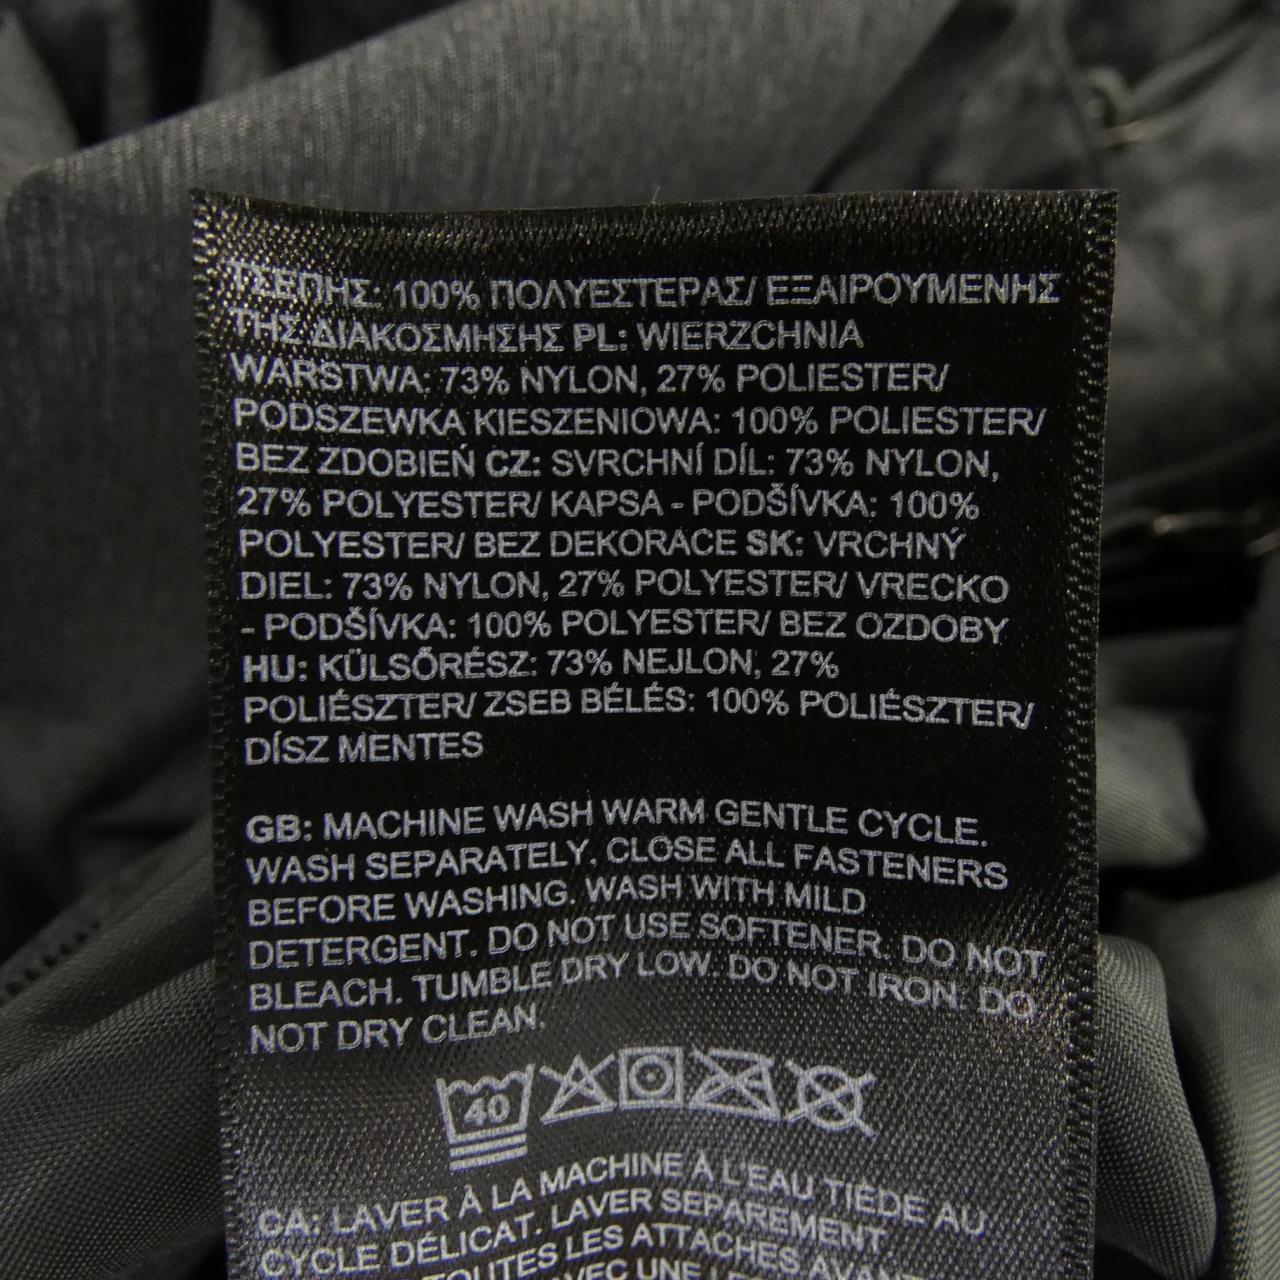 ΤΣΕΠΗΣ: 100% ΠΟΛΥΕΣΤΕΡΑΣ/ ΕΞΑΙΡΟΥΜΕΝΗΣ
ΤΗΣ ΔΙΑΚΟΣΜΗΣΗΣ PL: WIERZCHNIA
WARSTWA: 73% NYLON, 27% POLIESTER/
PODSZEWKA KIESZENIOWA: 100% POLIESTER/
BEZ ZDOBIEŃ CZ: SVRCHNÍ DÍL: 73% NYLON,
27% POLYESTER/ KAPSA - PODŠÍVKA: 100%
POLYESTER/ BEZ DEKORACE SK: VRCHNÝ
DIEL: 73% NYLON, 27% POLYESTER/ VRECKO
- PODŠÍVKA: 100% POLYESTER/ BEZ OZDOBY
HU: KÜLSŐRÉSZ: 73% NEJLON, 27%
POLIÉSZTER/ ZSEB BÉLÉS: 100% POLIÉSZTER/
DÍSZ MENTES
GB: MACHINE WASH WARM GENTLE CYCLE.
WASH SEPARATELY. CLOSE ALL FASTENERS
BEFORE WASHING. WASH WITH MILD
DETERGENT. DO NOT USE SOFTENER. DO NOT
BLEACH. TUMBLE DRY LOW. DO NOT IRON. DO
NOT DRY CLEAN.
40
CA: LAVER À LA MACHINE À L'EAU TIÈDE AU
CYCLE DÉLICAT. LAVER SEPAREMENT.
TOUTES LES ATTACHES AVANT
AVEC UNE